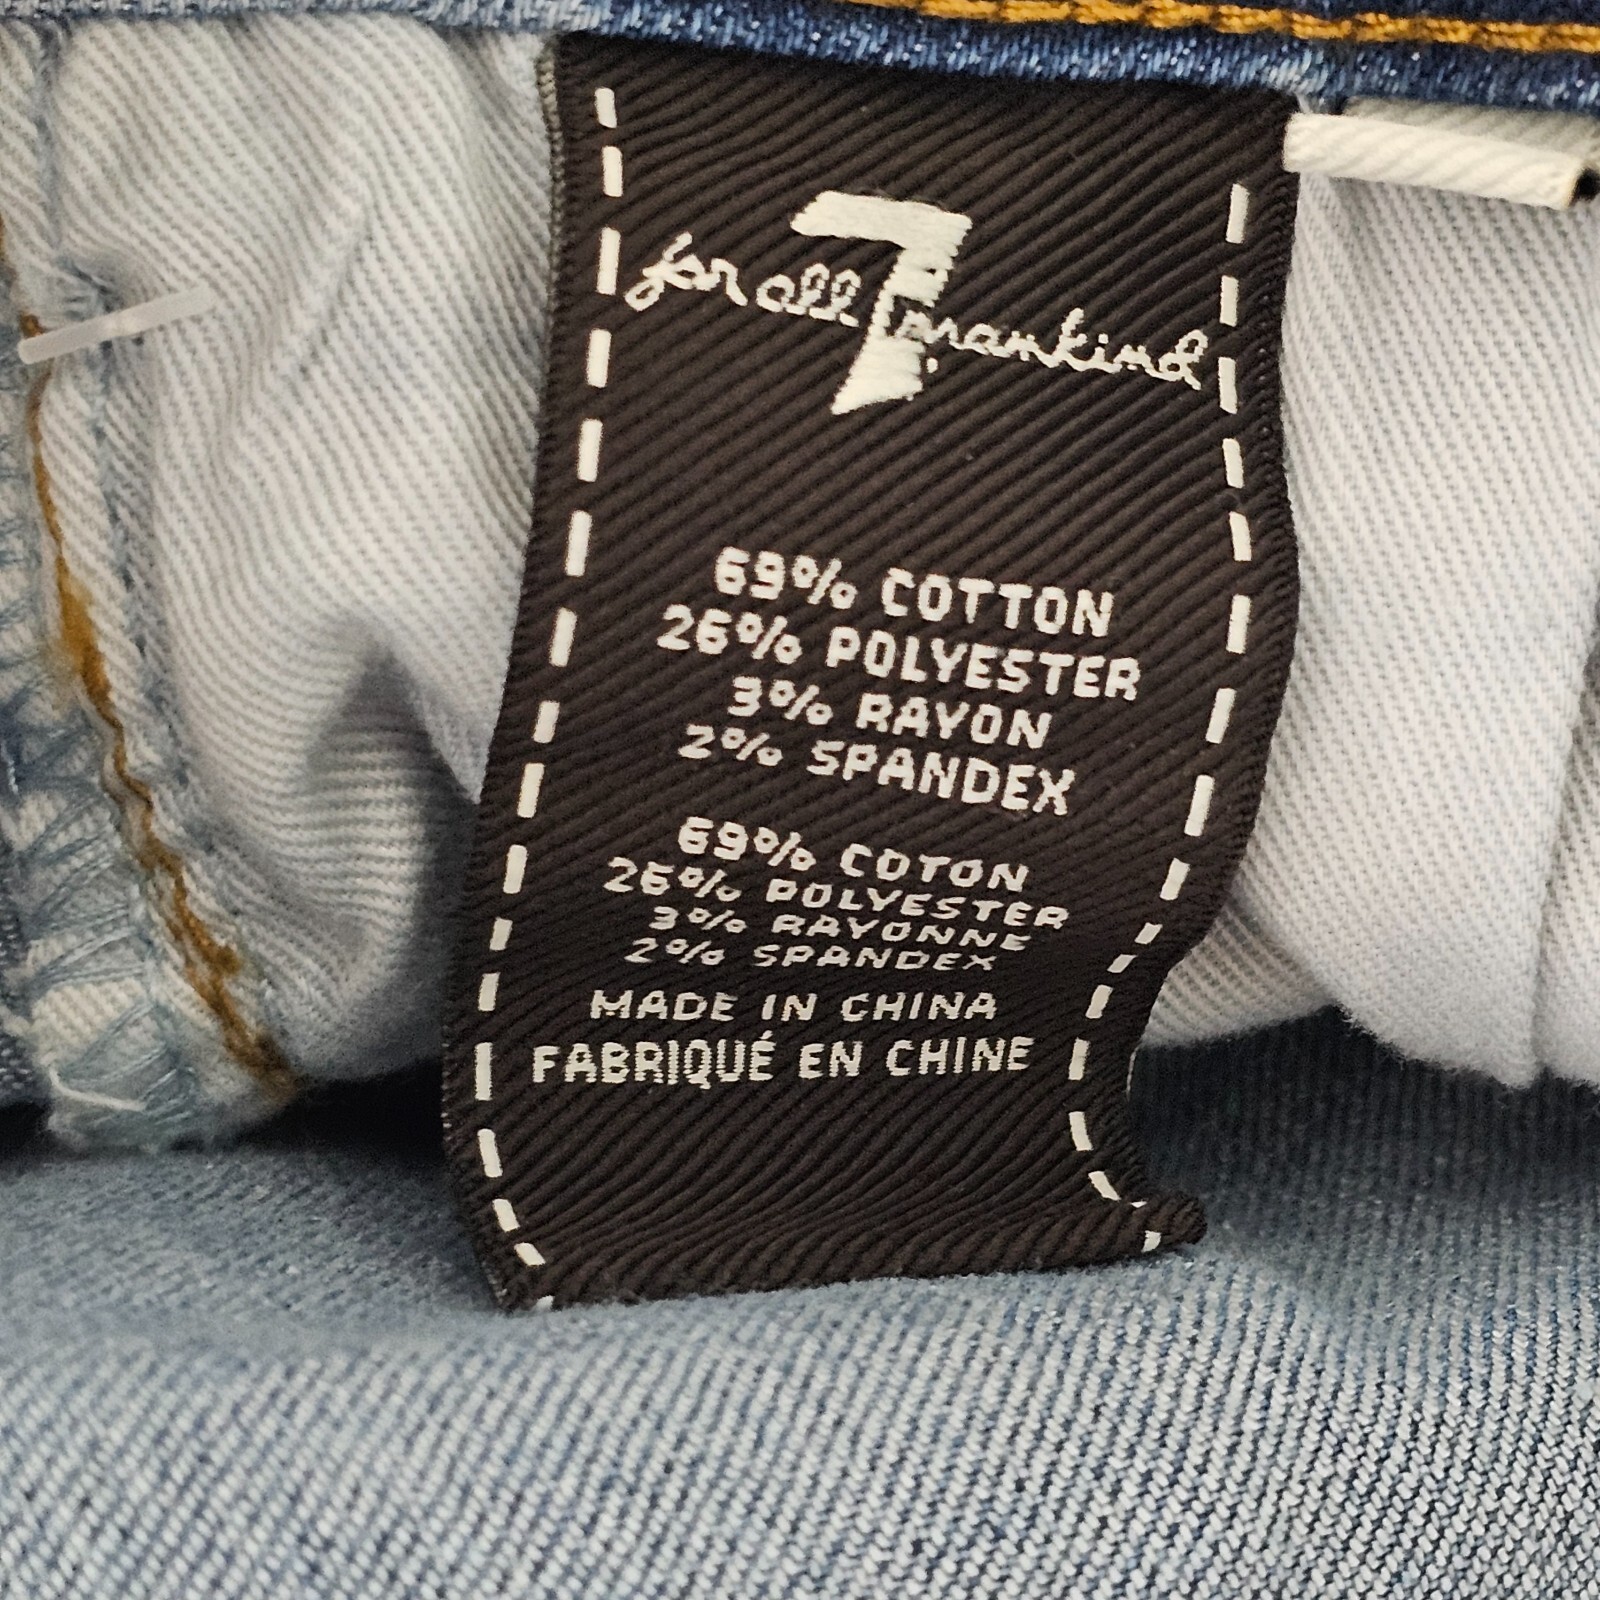 for all 7 mankind
69% COTTON
26% POLYESTER
3% RAYON
2% SPANDEX
69% COTON
26% POLYESTER
3% RAYONNE
2% SPANDEX
MADE IN CHINA
FABRIQUÉ EN CHINE